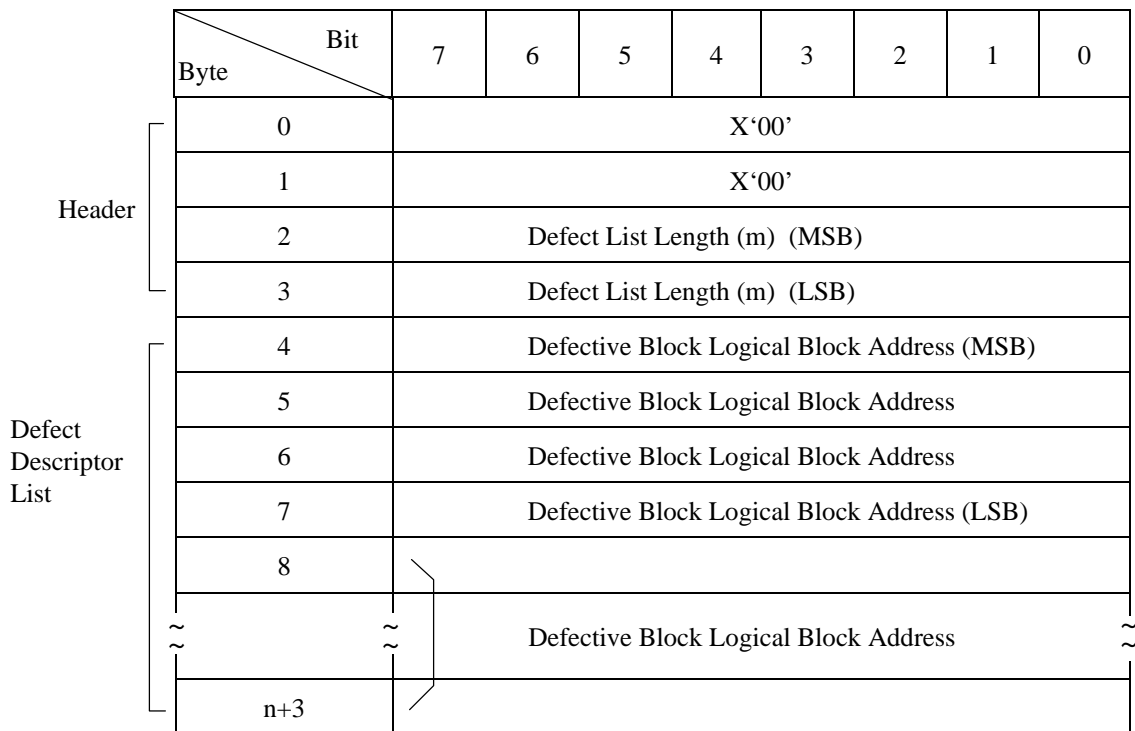 Bit
Byte
7 6 5 4 3 2 1 0
Header
0 X‘00’
1 X‘00’
2 Defect List Length (m) (MSB)
3 Defect List Length (m) (LSB)
Defect
Descriptor
List
4 Defective Block Logical Block Address (MSB)
5 Defective Block Logical Block Address
6 Defective Block Logical Block Address
7 Defective Block Logical Block Address (LSB)
8
~ ~ Defective Block Logical Block Address ~
~ ~ ~
n+3